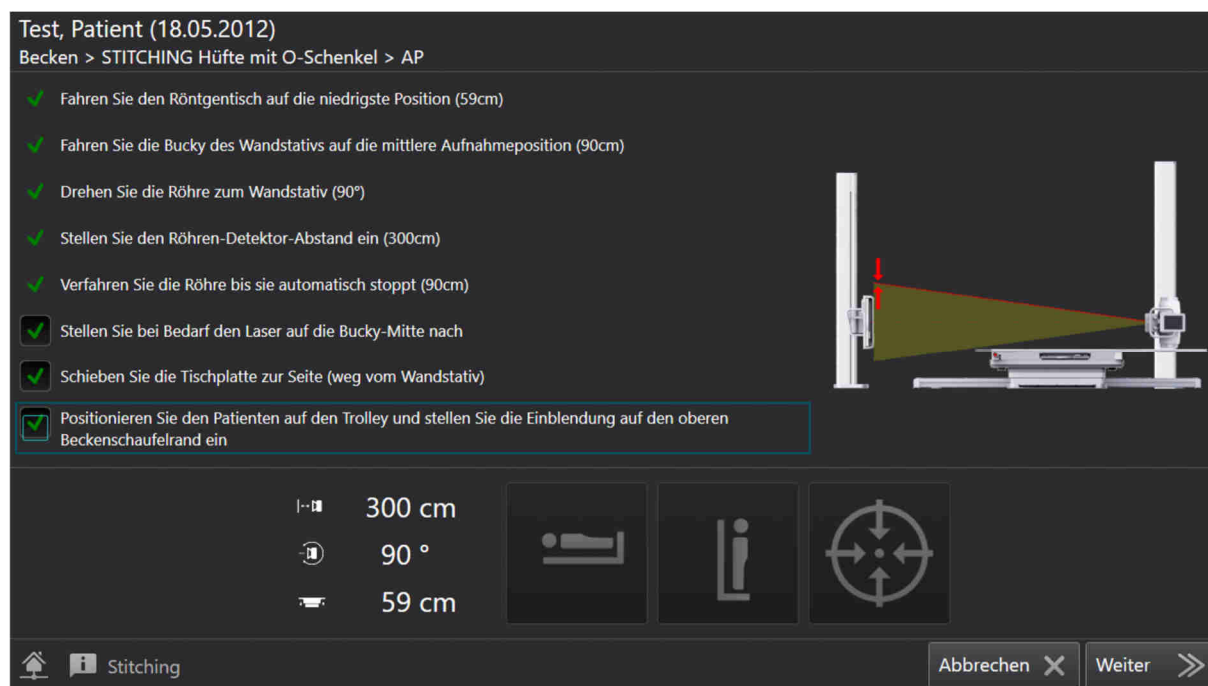 Test, Patient (18.05.2012)
Becken > STITCHING Hüfte mit O-Schenkel > AP
Fahren Sie den Röntgentisch auf die niedrigste Position (59cm)
Fahren Sie die Bucky des Wandstativs auf die mittlere Aufnahmeposition (90cm)
Drehen Sie die Röhre zum Wandstativ (90°)
Stellen Sie den Röhren-Detektor-Abstand ein (300cm)
Verfahren Sie die Röhre bis sie automatisch stoppt (90cm)
Stellen Sie bei Bedarf den Laser auf die Bucky-Mitte nach
Schieben Sie die Tischplatte zur Seite (weg vom Wandstativ)
Positionieren Sie den Patienten auf den Trolley und stellen Sie die Einblendung auf den oberen
Beckenschaufelrand ein
300 cm
90 °
59 cm
Stitching
Abbrechen
Weiter